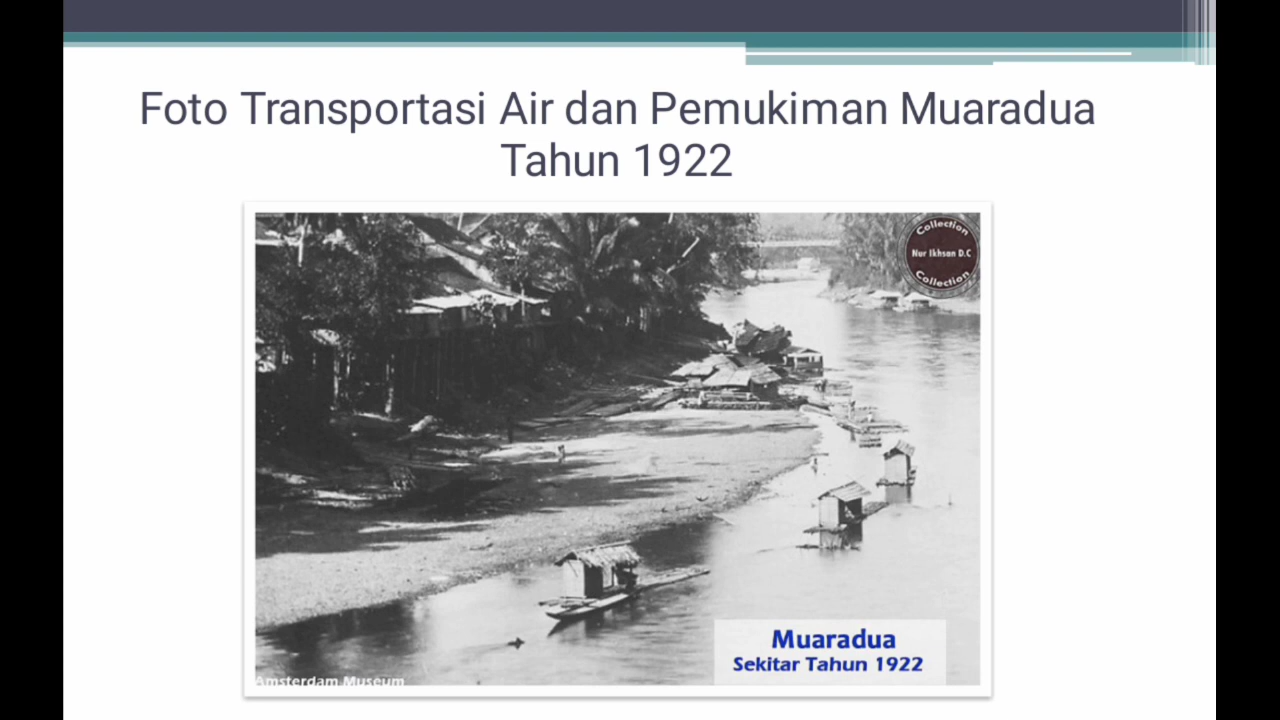 Foto Transportasi Air dan Pemukiman Muaradua
Tahun 1922
Collection
Nur Ikhsan D.C
Collection
Muaradua
Sekitar Tahun 1922
Amsterdam Museum